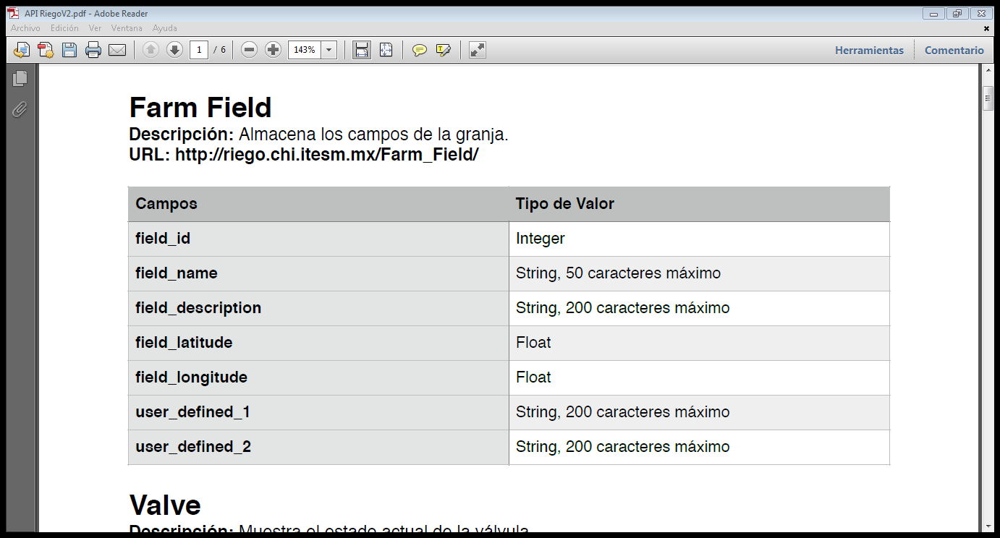 API RiegoV2.pdf - Adobe Reader
Archivo Edición Ver Ventana Ayuda
1 / 6 143% Herramientas Comentario
Farm Field
Descripción: Almacena los campos de la granja.
URL: http://riego.chi.itesm.mx/Farm_Field/
Campos Tipo de Valor
field_id Integer
field_name String, 50 caracteres máximo
field_description String, 200 caracteres máximo
field_latitude Float
field_longitude Float
user_defined_1 String, 200 caracteres máximo
user_defined_2 String, 200 caracteres máximo
Valve
Descripción: Muestra el estado actual de la válvula